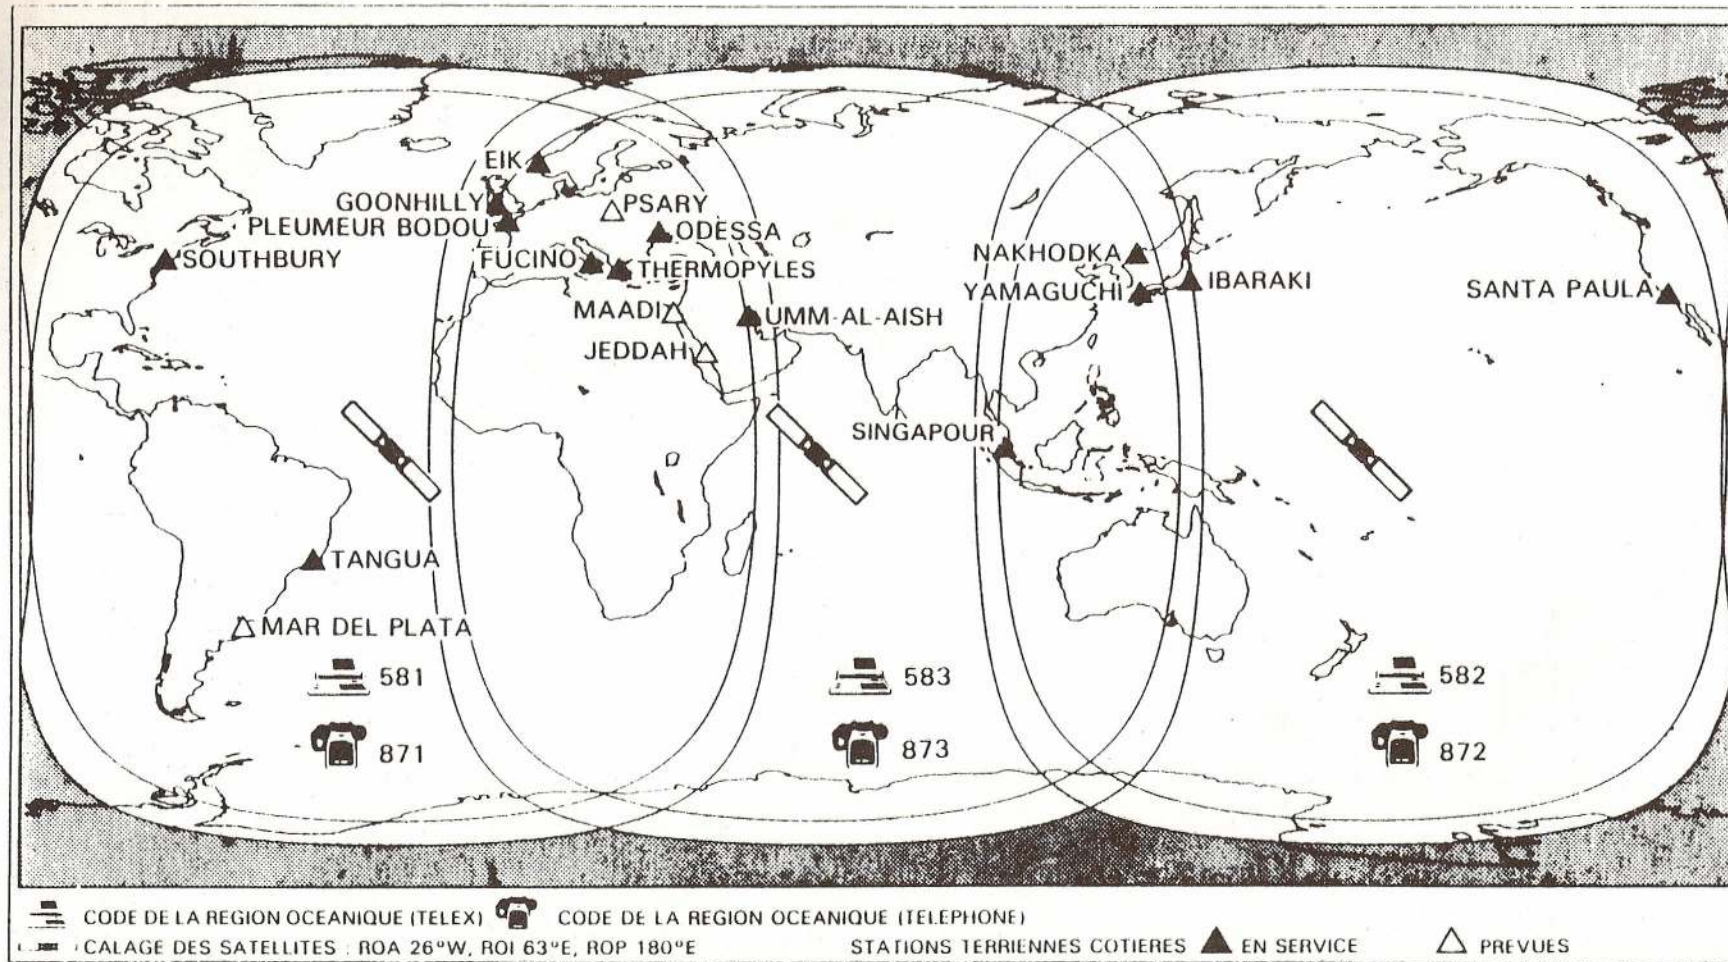 EIK
GOONHILLY
PSARY
PLEUMEUR BODOU
ODESSA
SOUTHBURY
FUCINO
THERMOPYLES
NAKHODKA
IBARAKI
YAMAGUCHI
SANTA PAULA
MAADI
UMM-AL-AISH
JEDDAH
SINGAPOUR
TANGUA
MAR DEL PLATA
581
583
582
871
873
872
CODE DE LA REGION OCEANIQUE (TELEX) CODE DE LA REGION OCEANIQUE (TELEPHONE)
CALAGE DES SATELLITES : ROA 26°W, ROI 63°E, ROP 180°E STATIONS TERRIENNES COTIERES EN SERVICE PREVUES